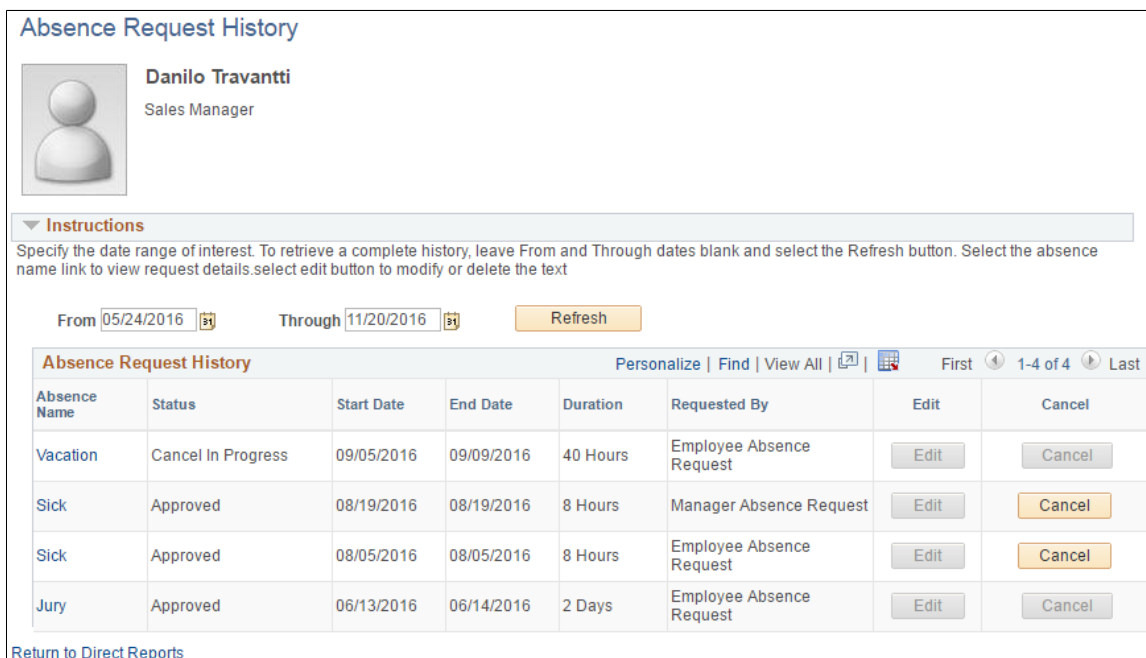 Absence Request History
Danilo Travantti
Sales Manager
Instructions
Specify the date range of interest. To retrieve a complete history, leave From and Through dates blank and select the Refresh button. Select the absence
name link to view request details.select edit button to modify or delete the text
From 05/24/2016 31 Through 11/20/2016 31 Refresh
Absence Request History Personalize | Find | View All | | First 1-4 of 4 Last
Absence Name Status Start Date End Date Duration Requested By Edit Cancel
Vacation Cancel In Progress 09/05/2016 09/09/2016 40 Hours Employee Absence Request Edit Cancel
Sick Approved 08/19/2016 08/19/2016 8 Hours Manager Absence Request Edit Cancel
Sick Approved 08/05/2016 08/05/2016 8 Hours Employee Absence Request Edit Cancel
Jury Approved 06/13/2016 06/14/2016 2 Days Employee Absence Request Edit Cancel
Return to Direct Reports